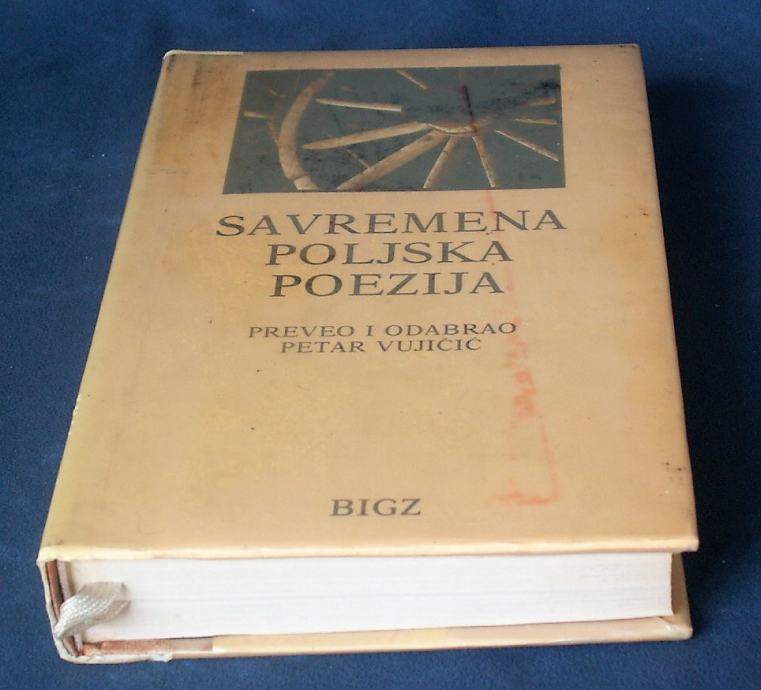 SAVREMENA
POLJSKA
POEZIJA
PREVEO I ODABRAO
PETAR VUJIČIĆ
BIGZ